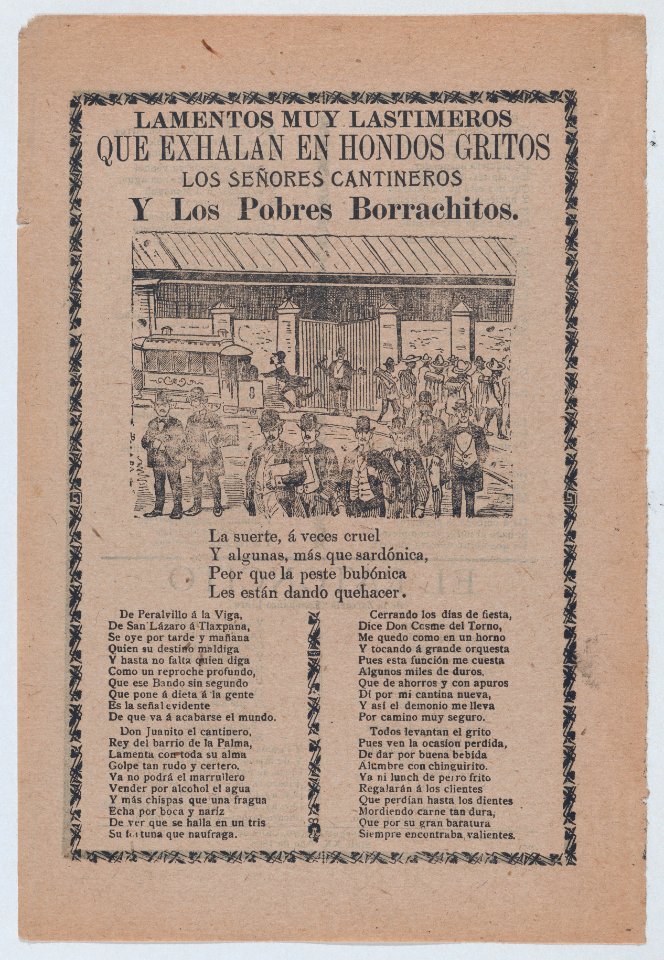 LAMENTOS MUY LASTIMEROS
QUE EXHALAN EN HONDOS GRITOS
LOS SEÑORES CANTINEROS
Y Los Pobres Borrachitos.
La suerte, á veces cruel
Y algunas, más que sardónica,
Peor que la peste bubónica
Les están dando quehacer.
De Peralvillo á la Viga,
De San Lázaro á Tlaxpana,
Se oye por tarde y mañana
Quien su destino maldiga
Y hasta no falta quien diga
Como un reproche profundo,
Que ese Bando sin segundo
Que pone á dieta á la gente
Es la señal evidente
De que vá á acabarse el mundo.
Don Juanito el cantinero,
Rey del barrio de la Palma,
Lamenta con toda su alma
Golpe tan rudo y certero.
Ya no podrá el marrullero
Vender por alcohol el agua
Y más chispas que una fragua
Echa por boca y naríz
De ver que se halla en un tris
Su fortuna que naufraga.
Cerrando los días de fiesta,
Dice Don Cosme del Torno,
Me quedo como en un horno
Y tocando á grande orquesta
Pues esta función me cuesta
Algunos miles de duros.
Que de ahorros y con apuros
Dí por mi cantina nueva,
Y así el demonio me lleva
Por camino muy seguro.
Todos levantan el grito
Pues ven la ocasion perdida,
De dar por buena bebida
Alcmbre con chinguirito.
Ya ni lunch de perro frito
Regalarán á los clientes
Que perdían hasta los dientes
Mordiendo carne tan dura,
Que por su gran baratura
Siempre encontraba valientes.